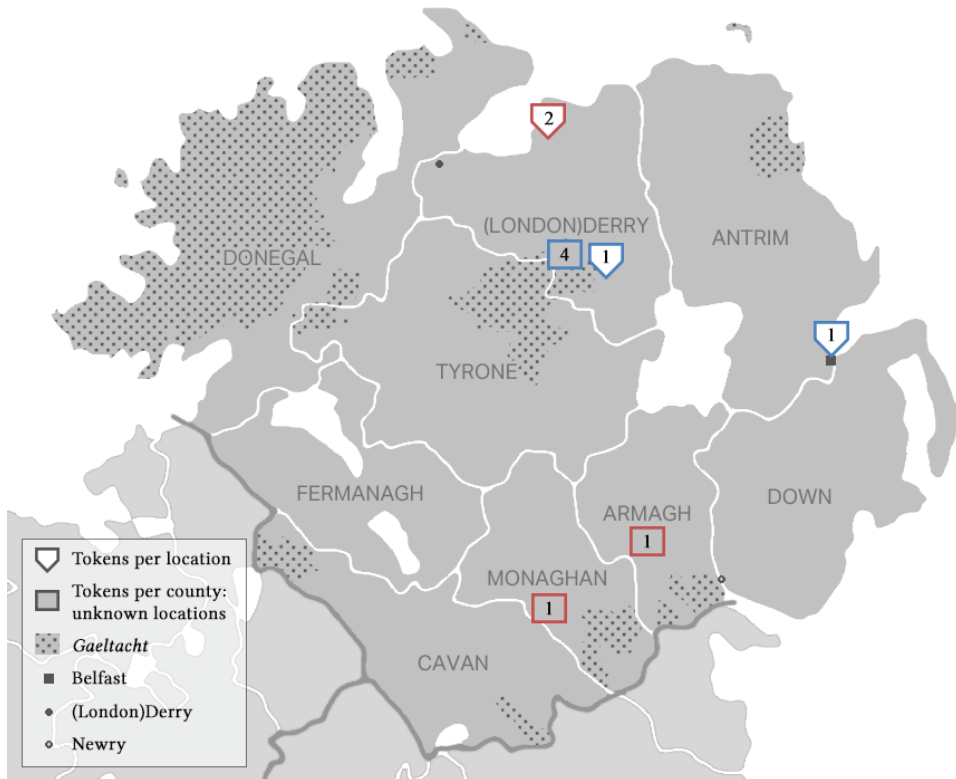 2
(LONDON)DERRY
ANTRIM
DONEGAL
4
1
1
TYRONE
FERMANAGH
DOWN
ARMAGH
1
MONAGHAN
1
CAVAN
Tokens per location
Tokens per county:
unknown locations
Gaeltacht
Belfast
(London)Derry
Newry